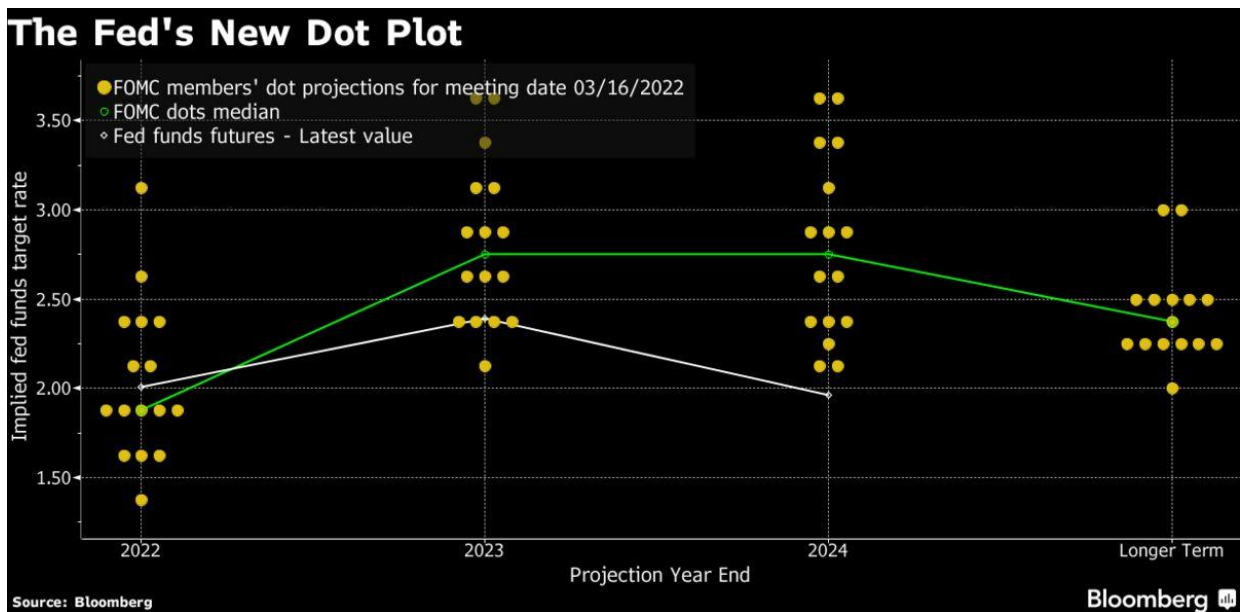 The Fed's New Dot Plot
FOMC members' dot projections for meeting date 03/16/2022
FOMC dots median
Fed funds futures - Latest value
Implied fed funds target rate
3.50
3.00
2.50
2.00
1.50
2022
2023
2024
Longer Term
Projection Year End
Source: Bloomberg
Bloomberg